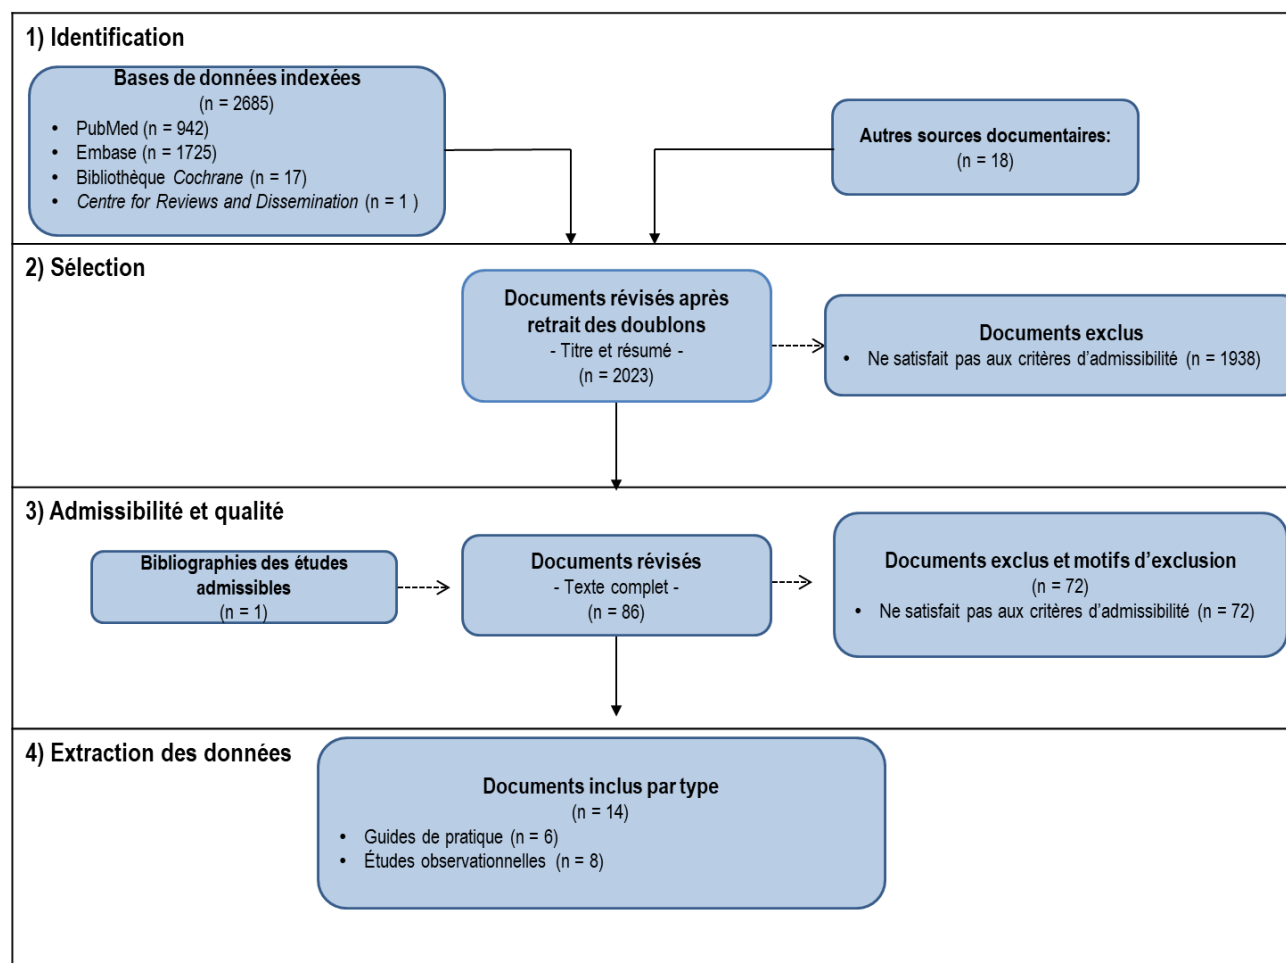 1) Identification
Bases de données indexées
(n = 2685)
• PubMed (n = 942)
• Embase (n = 1725)
• Bibliothèque Cochrane (n = 17)
• Centre for Reviews and Dissemination (n = 1 )
Autres sources documentaires:
(n = 18)
2) Sélection
Documents révisés après
retrait des doublons
- Titre et résumé -
(n = 2023)
Documents exclus
• Ne satisfait pas aux critères d’admissibilité (n = 1938)
3) Admissibilité et qualité
Bibliographies des études
admissibles
(n = 1)
Documents révisés
- Texte complet -
(n = 86)
Documents exclus et motifs d’exclusion
(n = 72)
• Ne satisfait pas aux critères d’admissibilité (n = 72)
4) Extraction des données
Documents inclus par type
(n = 14)
• Guides de pratique (n = 6)
• Études observationnelles (n = 8)